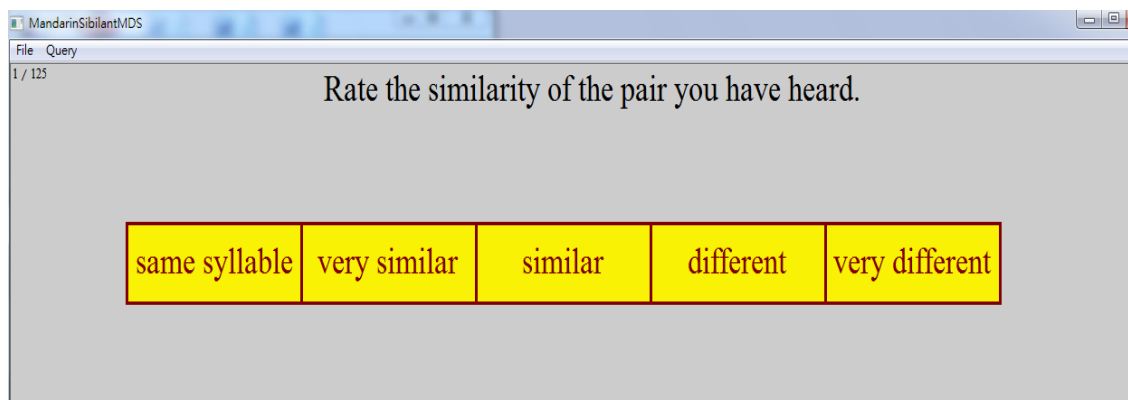 MandarinSibilantMDS
File Query
1 / 125
Rate the similarity of the pair you have heard.
same syllable very similar similar different very different